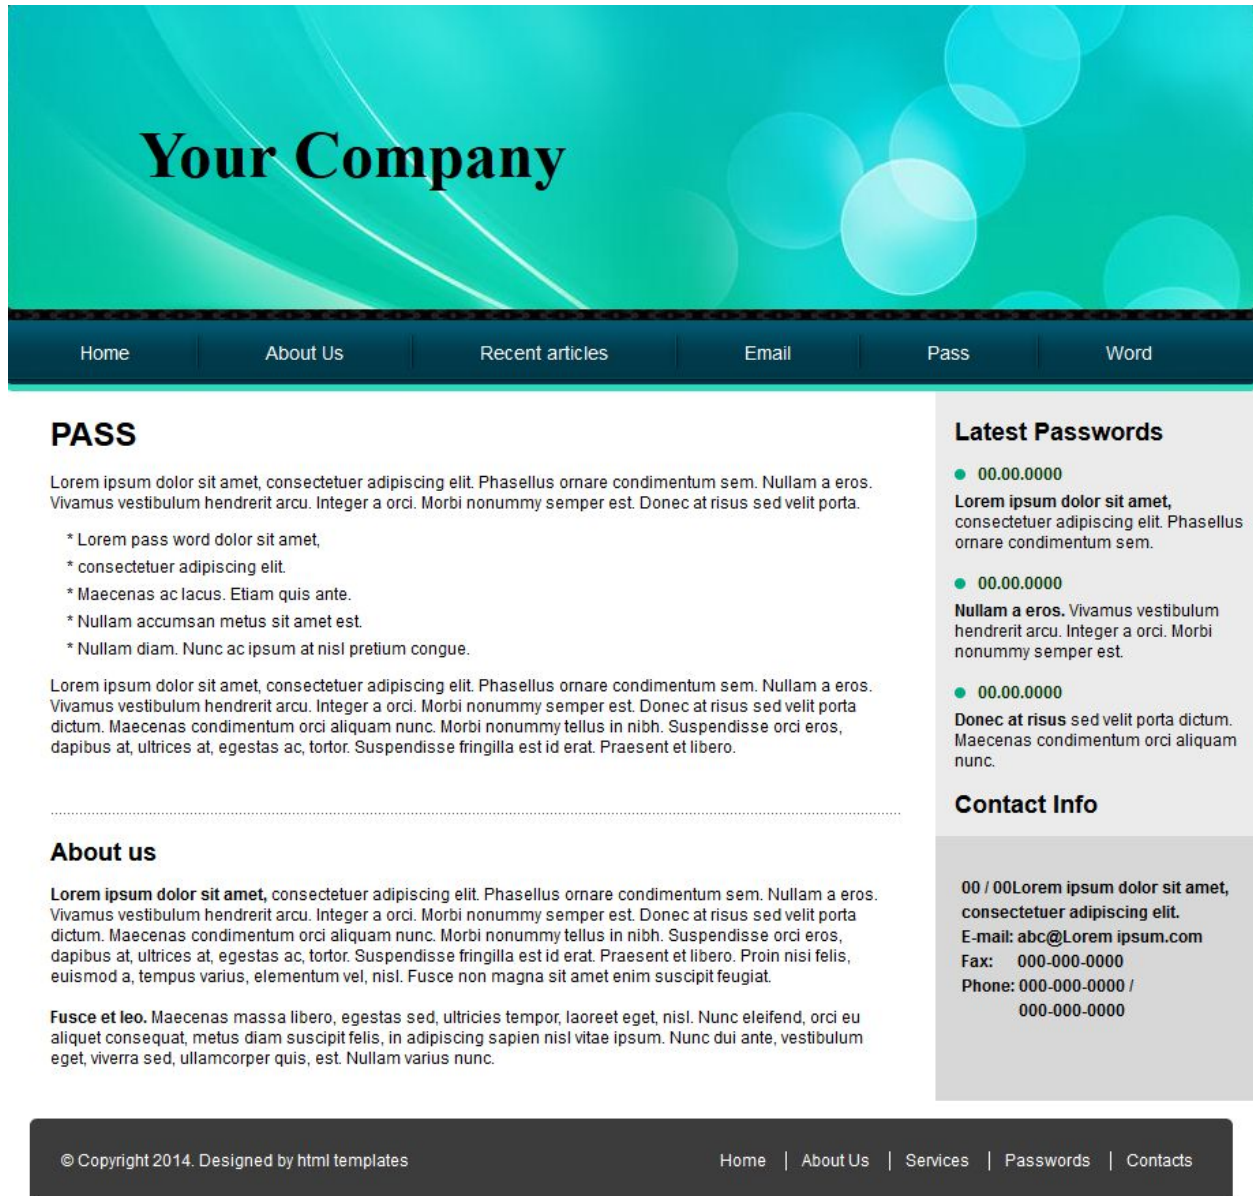 Your Company
Home
About Us
Recent articles
Email
Pass
Word
PASS
Lorem ipsum dolor sit amet, consectetuer adipiscing elit. Phasellus ornare condimentum sem. Nullam a eros.
Vivamus vestibulum hendrerit arcu. Integer a orci. Morbi nonummy semper est. Donec at risus sed velit porta.
* Lorem pass word dolor sit amet,
* consectetuer adipiscing elit.
* Maecenas ac lacus. Etiam quis ante.
* Nullam accumsan metus sit amet est.
* Nullam diam. Nunc ac ipsum at nisl pretium congue.
Lorem ipsum dolor sit amet, consectetuer adipiscing elit. Phasellus ornare condimentum sem. Nullam a eros.
Vivamus vestibulum hendrerit arcu. Integer a orci. Morbi nonummy semper est. Donec at risus sed velit porta
dictum. Maecenas condimentum orci aliquam nunc. Morbi nonummy tellus in nibh. Suspendisse orci eros,
dapibus at, ultrices at, egestas ac, tortor. Suspendisse fringilla est id erat. Praesent et libero.
About us
Lorem ipsum dolor sit amet, consectetuer adipiscing elit. Phasellus ornare condimentum sem. Nullam a eros.
Vivamus vestibulum hendrerit arcu. Integer a orci. Morbi nonummy semper est. Donec at risus sed velit porta
dictum. Maecenas condimentum orci aliquam nunc. Morbi nonummy tellus in nibh. Suspendisse orci eros,
dapibus at, ultrices at, egestas ac, tortor. Suspendisse fringilla est id erat. Praesent et libero. Proin nisi felis,
euismod a, tempus varius, elementum vel, nisl. Fusce non magna sit amet enim suscipit feugiat.
Fusce et leo. Maecenas massa libero, egestas sed, ultricies tempor, laoreet eget, nisl. Nunc eleifend, orci eu
aliquet consequat, metus diam suscipit felis, in adipiscing sapien nisl vitae ipsum. Nunc dui ante, vestibulum
eget, viverra sed, ullamcorper quis, est. Nullam varius nunc.
Latest Passwords
00.00.0000
Lorem ipsum dolor sit amet,
consectetuer adipiscing elit. Phasellus
ornare condimentum sem.
00.00.0000
Nullam a eros. Vivamus vestibulum
hendrerit arcu. Integer a orci. Morbi
nonummy semper est.
00.00.0000
Donec at risus sed velit porta dictum.
Maecenas condimentum orci aliquam
nunc.
Contact Info
00 / 00Lorem ipsum dolor sit amet,
consectetuer adipiscing elit.
E-mail: abc@Lorem ipsum.com
Fax: 000-000-0000
Phone: 000-000-0000 /
000-000-0000
© Copyright 2014. Designed by html templates
Home | About Us | Services | Passwords | Contacts